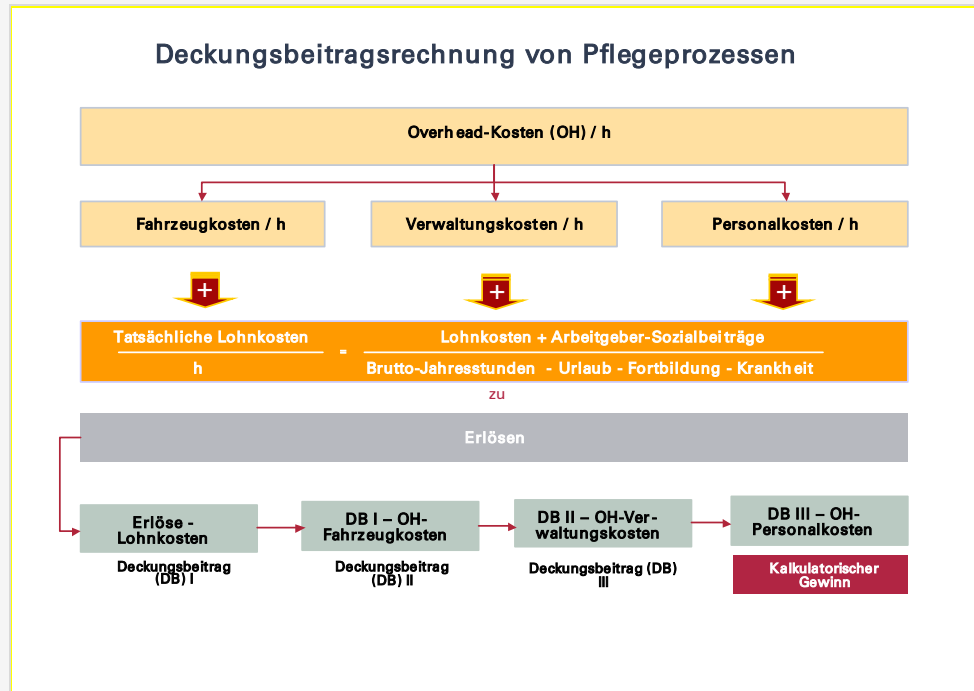 Deckungsbeitragsrechnung von Pflegeprozessen
Overhead-Kosten (OH) / h
Fahrzeugkosten / h
Verwaltungskosten / h
Personalkosten / h
+
+
+
Tatsächliche Lohnkosten
h
=
Lohnkosten + Arbeitgeber-Sozialbeiträge
Brutto-Jahresstunden - Urlaub - Fortbildung - Krankheit
zu
Erlösen
Erlöse -
Lohnkosten
DB I – OH-
Fahrzeugkosten
DB II – OH-Ver-
waltungskosten
DB III – OH-
Personalkosten
Deckungsbeitrag
(DB) I
Deckungsbeitrag
(DB) II
Deckungsbeitrag (DB)
III
Kalkulatorischer
Gewinn